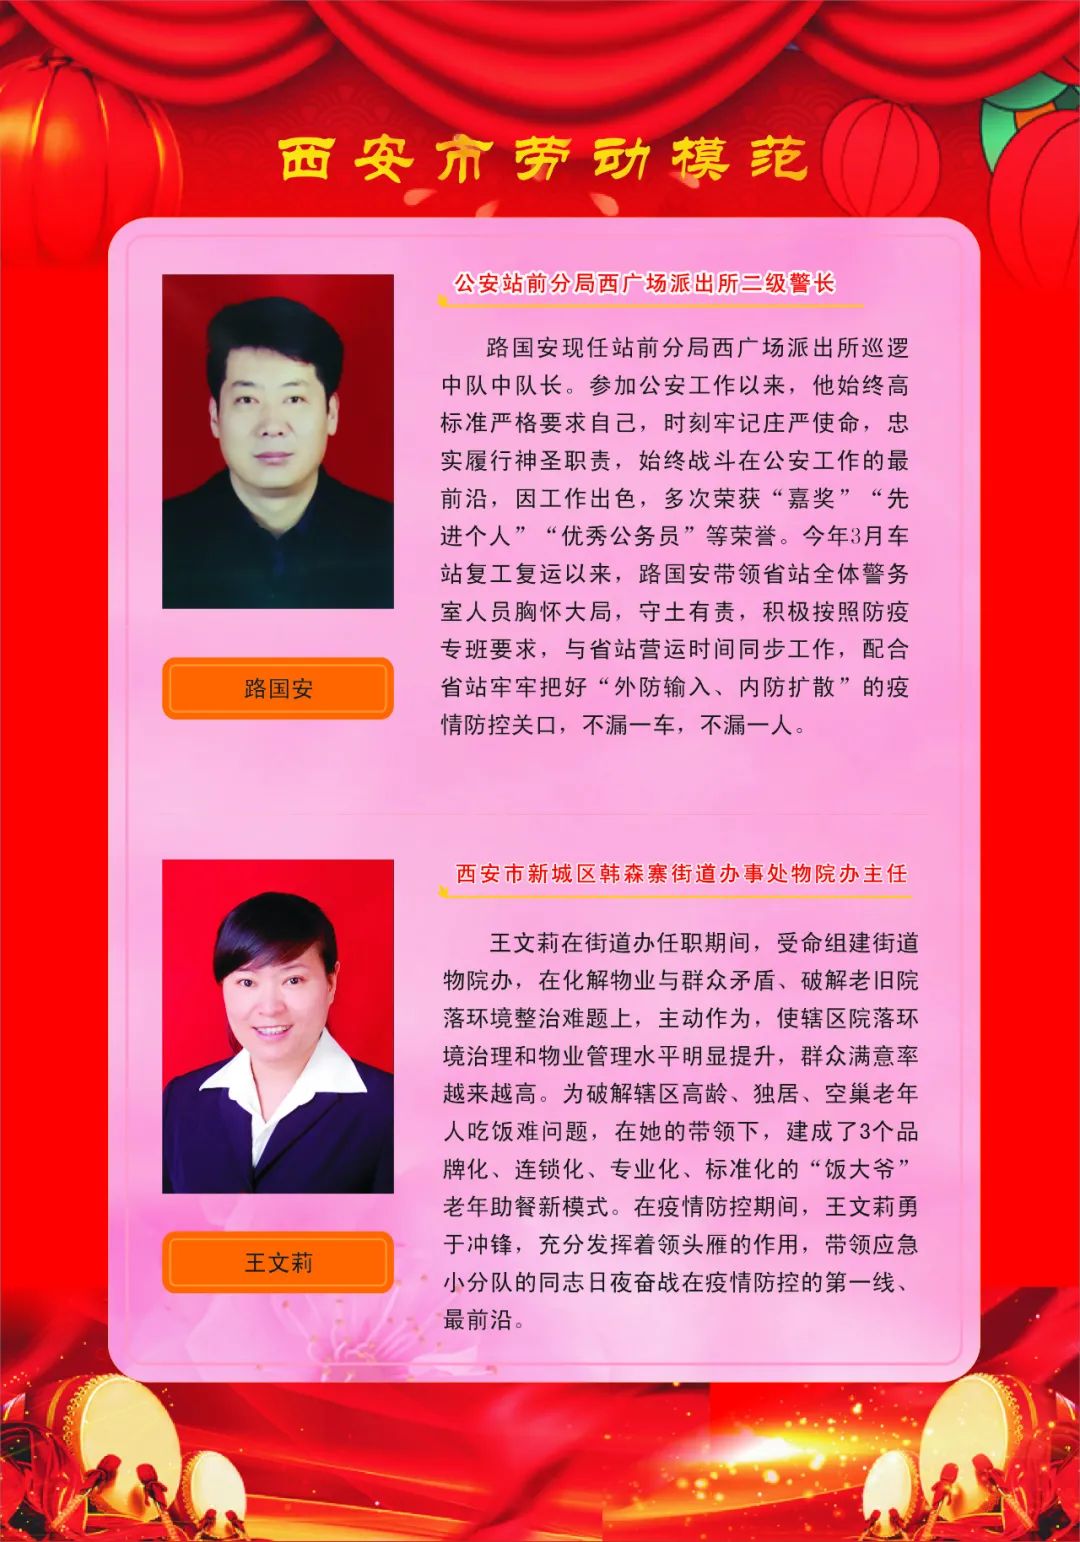 西安市劳动模范
公安站前分局西广场派出所二级警长
路国安现任站前分局西广场派出所巡逻
中队中队长。参加公安工作以来，他始终高
标准严格要求自己，时刻牢记庄严使命，忠
实履行神圣职责，始终战斗在公安工作的最
前沿，因工作出色，多次荣获“嘉奖”“先
进个人”“优秀公务员”等荣誉。今年3月车
站复工复运以来，路国安带领省站全体警务
室人员胸怀大局，守土有责，积极按照防疫
专班要求，与省站营运时间同步工作，配合
省站牢牢把好“外防输入、内防扩散”的疫
情防控关口，不漏一车，不漏一人。
路国安
西安市新城区韩森寨街道办事处物院办主任
王文莉在街道办任职期间，受命组建街道
物院办，在化解物业与群众矛盾、破解老旧院
落环境整治难题上，主动作为，使辖区院落环
境治理和物业管理水平明显提升，群众满意率
越来越高。为破解辖区高龄、独居、空巢老年
人吃饭难问题，在她的带领下，建成了3个品
牌化、连锁化、专业化、标准化的“饭大爷”
老年助餐新模式。在疫情防控期间，王文莉勇
于冲锋，充分发挥着领头雁的作用，带领应急
小分队的同志日夜奋战在疫情防控的第一线、
最前沿。
王文莉